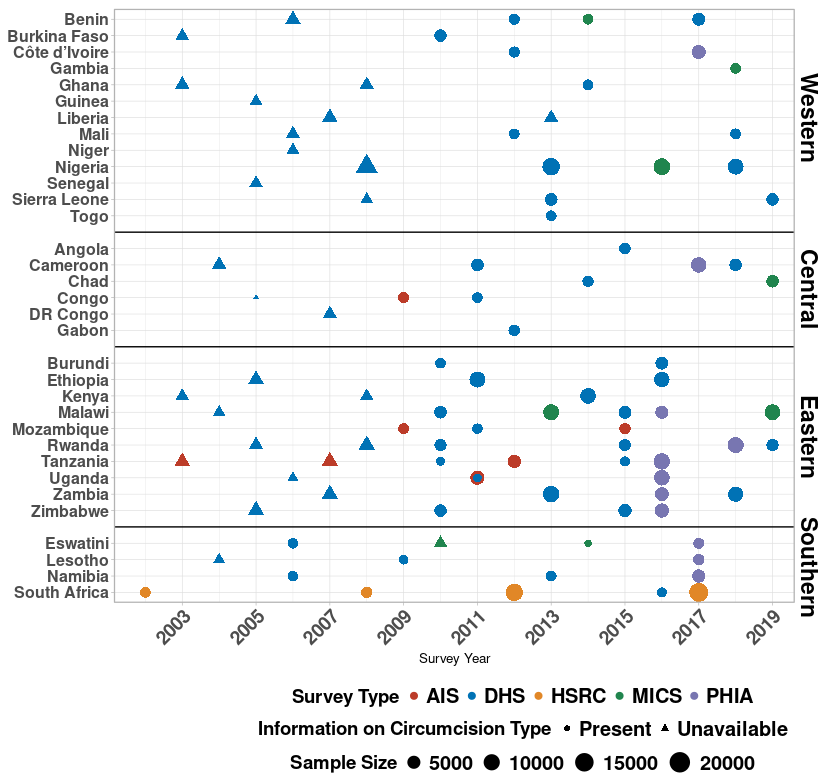 Benin
Burkina Faso
Côte d'Ivoire
Gambia
Ghana
Guinea
Liberia
Mali
Niger
Nigeria
Senegal
Sierra Leone
Togo
Western
Angola
Cameroon
Chad
Congo
DR Congo
Gabon
Central
Burundi
Ethiopia
Kenya
Malawi
Mozambique
Rwanda
Tanzania
Uganda
Zambia
Zimbabwe
Eastern
Eswatini
Lesotho
Namibia
South Africa
Southern
2003 2005 2007 2009 2011 2013 2015 2017 2019
Survey Year
Survey Type AIS DHS HSRC MICS PHIA
Information on Circumcision Type Present Unavailable
Sample Size 5000 10000 15000 20000